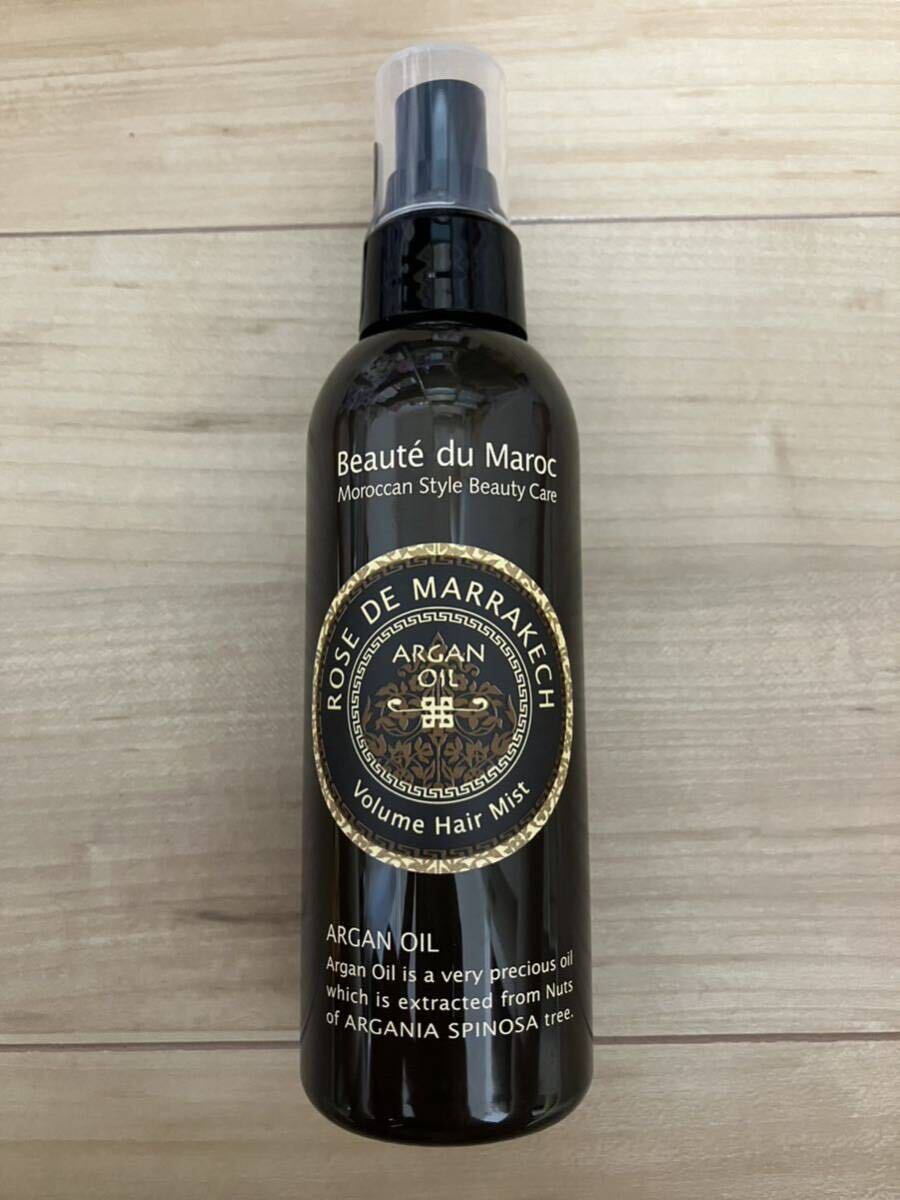 Beauté du Maroc
Moroccan Style Beauty Care
ROSE DE MARRAKECH
ARGAN
OIL
Volume Hair Mist
ARGAN OIL
Argan Oil is a very precious oil
which is extracted from Nuts
of ARGANIA SPINOSA tree.